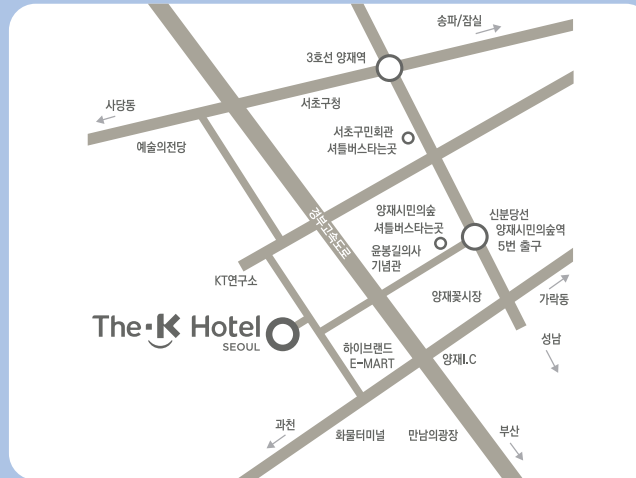 송파/잠실
3호선 양재역
사당동
서초구청
예술의전당
서초구민회관
셔틀버스타는곳
경부고속도로
양재시민의숲
셔틀버스타는곳
신분당선
양재시민의숲역
5번 출구
윤봉길의사
기념관
KT연구소
양재꽃시장
가락동
The·K Hotel
SEOUL
하이브랜드
E-MART
양재I.C
성남
과천
화물터미널
만남의광장
부산